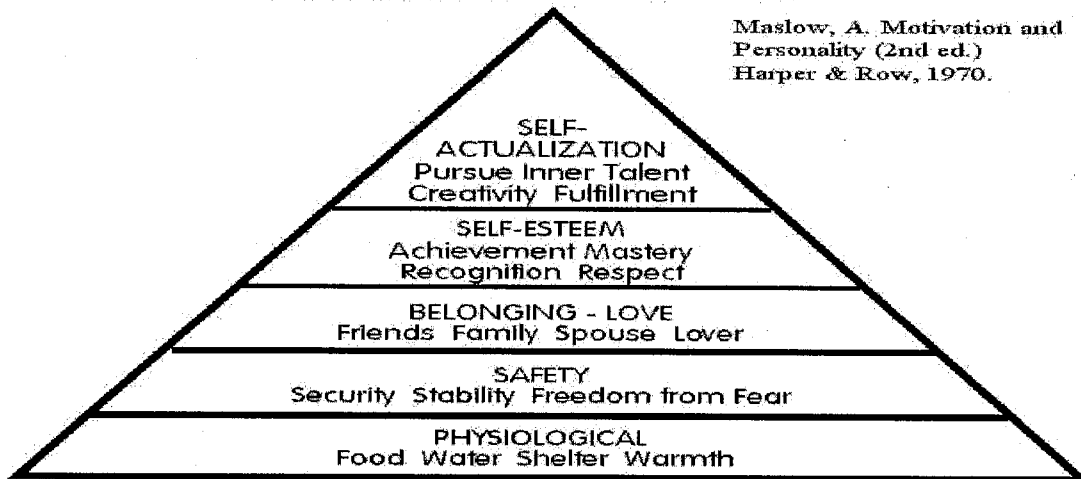 Maslow, A. Motivation and
Personality (2nd ed.)
Harper & Row, 1970.
SELF-
ACTUALIZATION
Pursue Inner Talent
Creativity Fulfillment
SELF-ESTEEM
Achievement Mastery
Recognition Respect
BELONGING - LOVE
Friends Family Spouse Lover
SAFETY
Security Stability Freedom from Fear
PHYSIOLOGICAL
Food Water Shelter Warmth